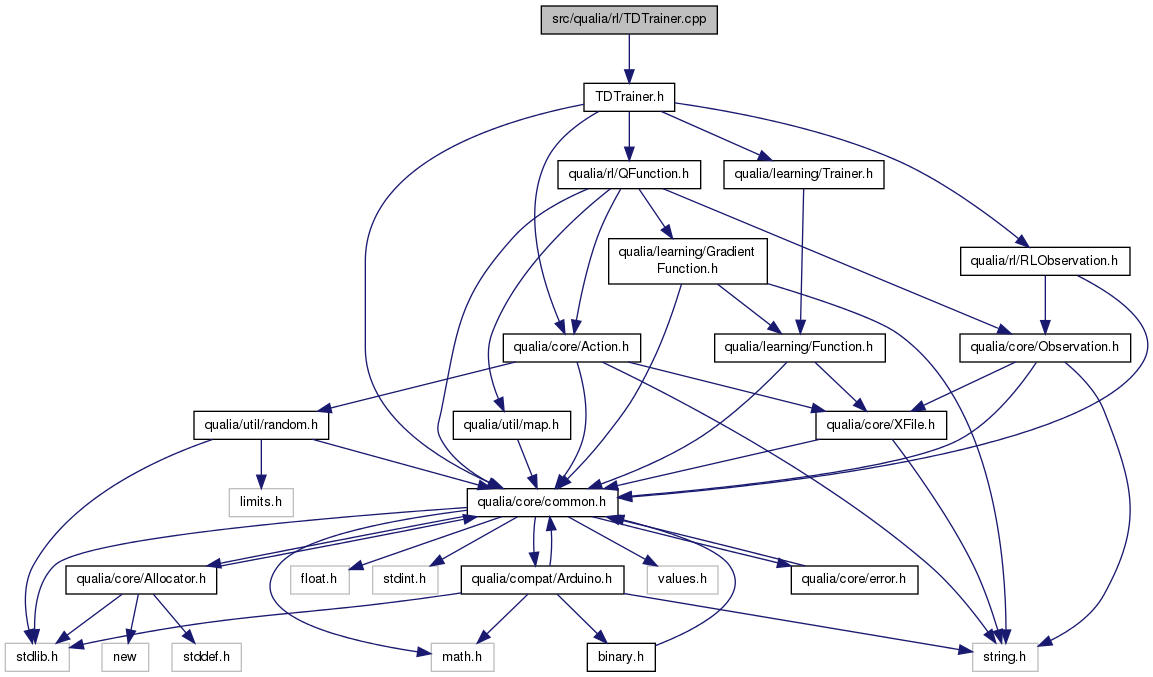 src/qualia/rl/TDTrainer.cpp
TDTrainer.h
qualia/rl/QFunction.h
qualia/learning/Trainer.h
qualia/learning/Gradient
Function.h
qualia/rl/RLObservation.h
qualia/core/Action.h
qualia/learning/Function.h
qualia/core/Observation.h
qualia/util/random.h
qualia/util/map.h
qualia/core/XFile.h
limits.h
qualia/core/common.h
qualia/core/Allocator.h
float.h
stdint.h
qualia/compat/Arduino.h
values.h
qualia/core/error.h
stdlib.h
new
stddef.h
math.h
binary.h
string.h